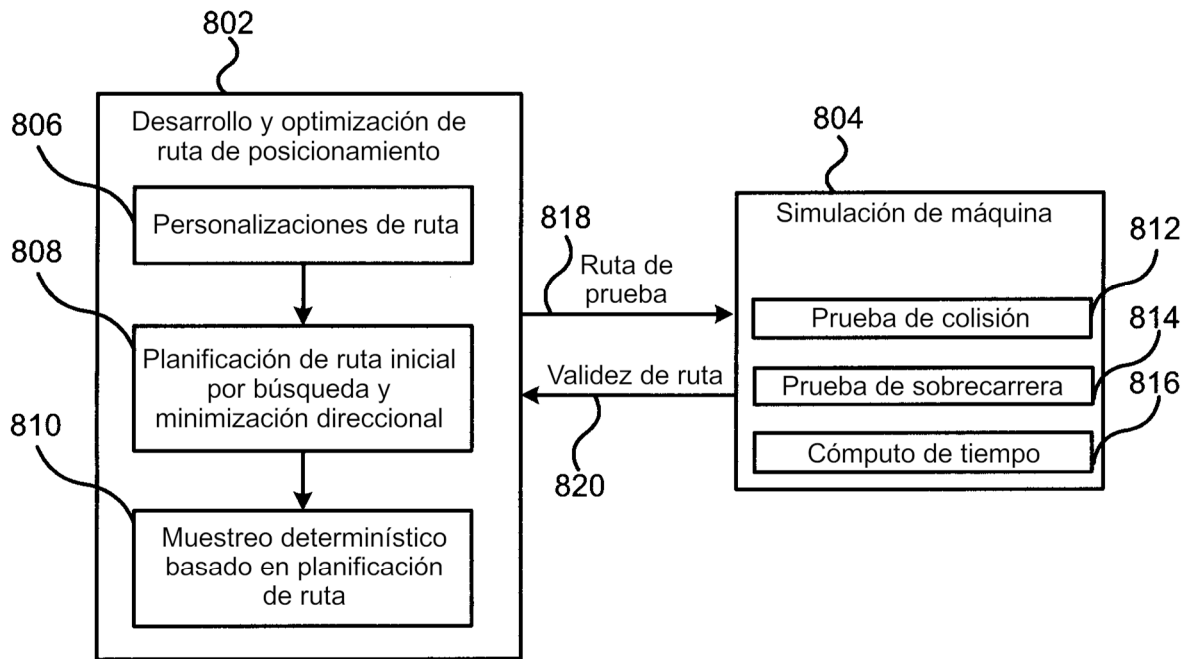 802
Desarrollo y optimización de
ruta de posicionamiento
806
Personalizaciones de ruta
808
Planificación de ruta inicial
por búsqueda y
minimización direccional
810
Muestreo determinístico
basado en planificación
de ruta
818
Ruta de
prueba
Validez de ruta
820
804
Simulación de máquina
812
Prueba de colisión
814
Prueba de sobrecarrera
816
Cómputo de tiempo